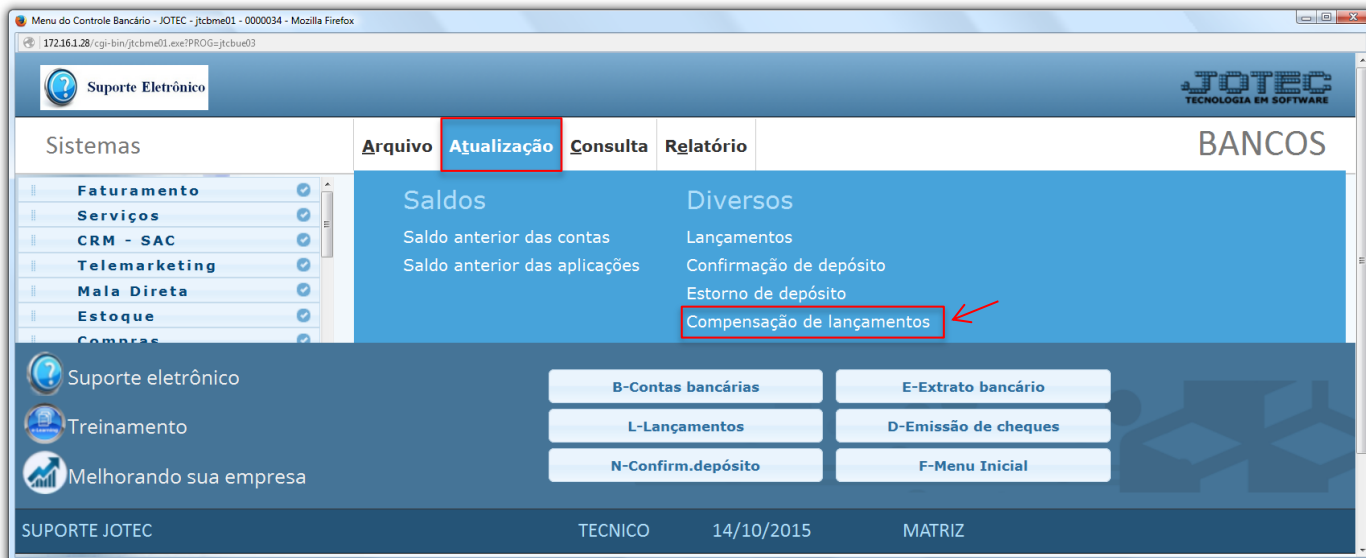 Menu do Controle Bancário - JOTEC - jtcbme01 - 0000034 - Mozilla Firefox
172.16.1.28/cgi-bin/jtcbme01.exe?PROG=jtcbue03
Suporte Eletrônico
JOTEC
TECNOLOGIA EM SOFTWARE
Sistemas
Arquivo Atualização Consulta Relatório
BANCOS
Faturamento
Serviços
CRM - SAC
Telemarketing
Mala Direta
Estoque
Compras
Saldos
Saldo anterior das contas
Saldo anterior das aplicações
Diversos
Lançamentos
Confirmação de depósito
Estorno de depósito
Compensação de lançamentos
Suporte eletrônico
Treinamento
Melhorando sua empresa
B-Contas bancárias
E-Extrato bancário
L-Lançamentos
D-Emissão de cheques
N-Confirm.depósito
F-Menu Inicial
SUPORTE JOTEC TECNICO 14/10/2015 MATRIZ